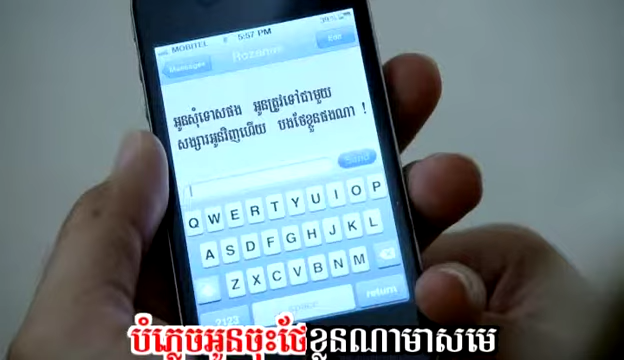 MOBITEL 5:57 PM 39%
Messages Rozanun Edit
អូនសុំទោសផង អូនត្រូវទៅជាមួយ
សង្សារអូនវិញហើយ បងថែខ្លួនផងណា !
Send
Q W E R T Y U I O P
A S D F G H J K L
Z X C V B N M
.?123 space return
បំភ្លេចអូនចុះថែខ្លួនណាមាសមេ